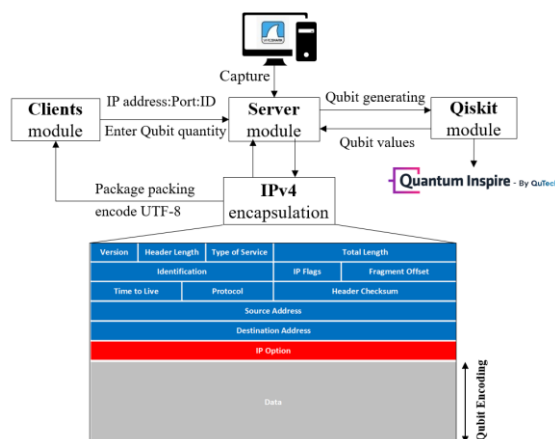 Capture
Clients
module
IP address:Port:ID
Enter Qubit quantity
Server
module
Qubit generating
Qubit values
Qiskit
module
Quantum Inspire - By QuTech
Package packing
encode UTF-8
IPv4
encapsulation
Version Header Length Type of Service Total Length
Identification IP Flags Fragment Offset
Time to Live Protocol Header Checksum
Source Address
Destination Address
IP Option
Data
Qubit Encoding